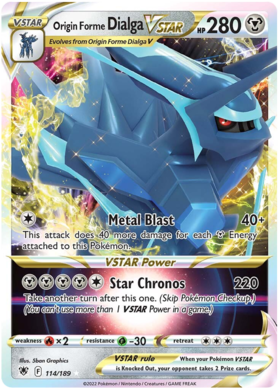 VSTAR Origin Forme Dialga VSTAR HP 280
Evolves from Origin Forme Dialga V
Metal Blast 40+
This attack does 40 more damage for each Energy
attached to this Pokémon.
VSTAR Power
Star Chronos 220
Take another turn after this one. (Skip Pokémon Checkup.)
(You can't use more than 1 VSTAR Power in a game.)
weakness x2 resistance -30 retreat
Illus. 5ban Graphics
VSTAR rule When your Pokémon VSTAR
F 114/189 is Knocked Out, your opponent takes 2 Prize cards.
©2022 Pokémon / Nintendo / Creatures / GAME FREAK